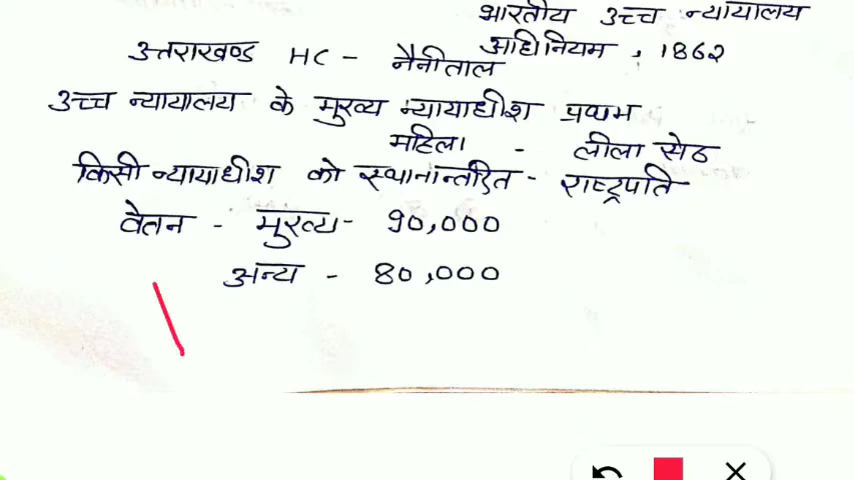 भारतीय उच्च न्यायालय
अधिनियम , 1862
उत्तराखण्ड HC - नैनीताल
उच्च न्यायालय के मुख्य न्यायाधीश प्रथम
महिला - लीला सेठ
किसी न्यायाधीश को स्थानान्तरित - राष्ट्रपति
वेतन - मुख्य - 90,000
अन्य - 80,000